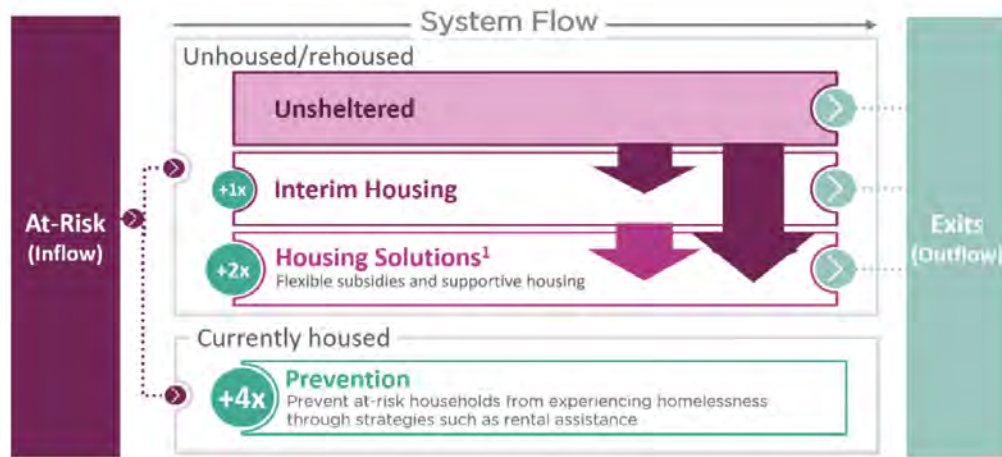 System Flow
Unhoused/rehoused
Unsheltered
+1x
Interim Housing
+2x
Housing Solutions¹
Flexible subsidies and supportive housing
At-Risk
(Inflow)
Exits
(Outflow)
Currently housed
+4x
Prevention
Prevent at-risk households from experiencing homelessness
through strategies such as rental assistance